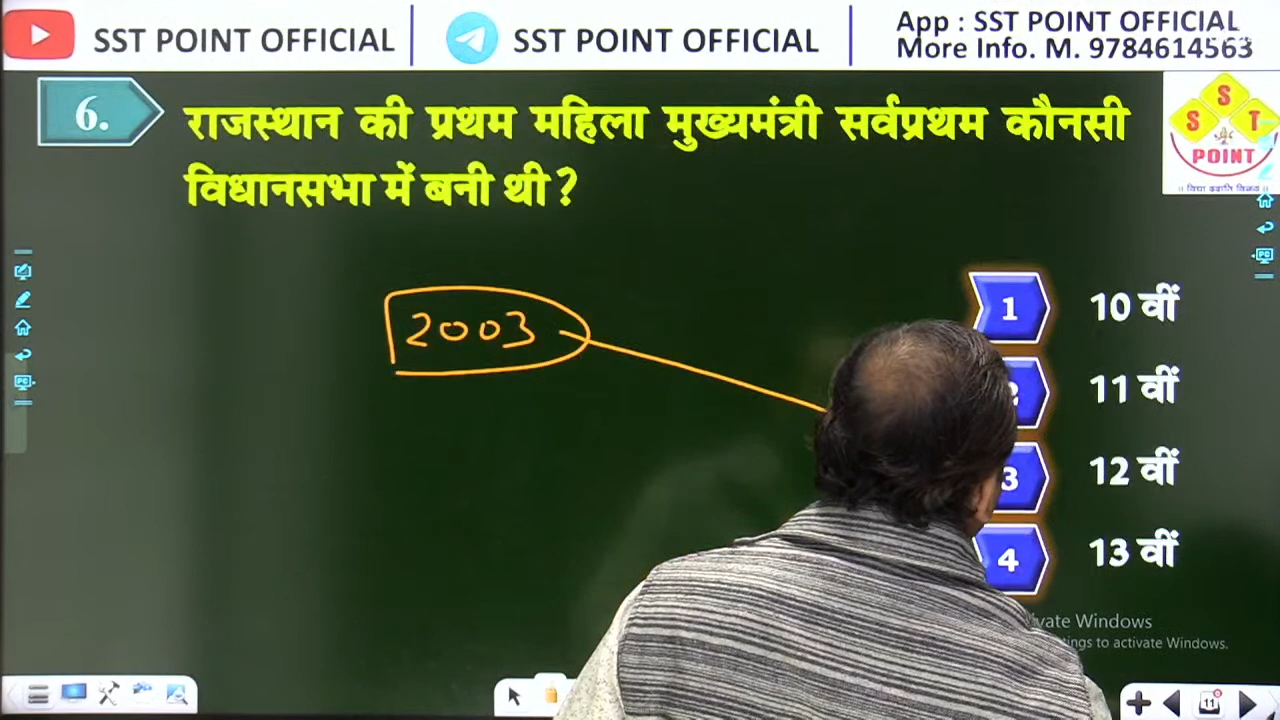 SST POINT OFFICIAL
SST POINT OFFICIAL
App : SST POINT OFFICIAL
More Info. M. 9784614563
6.
राजस्थान की प्रथम महिला मुख्यमंत्री सर्वप्रथम कौनसी
विधानसभा में बनी थी ?
S
S T
POINT
2003
1 10 वीं
2 11 वीं
3 12 वीं
4 13 वीं
vate Windows
tings to activate Windows.
11